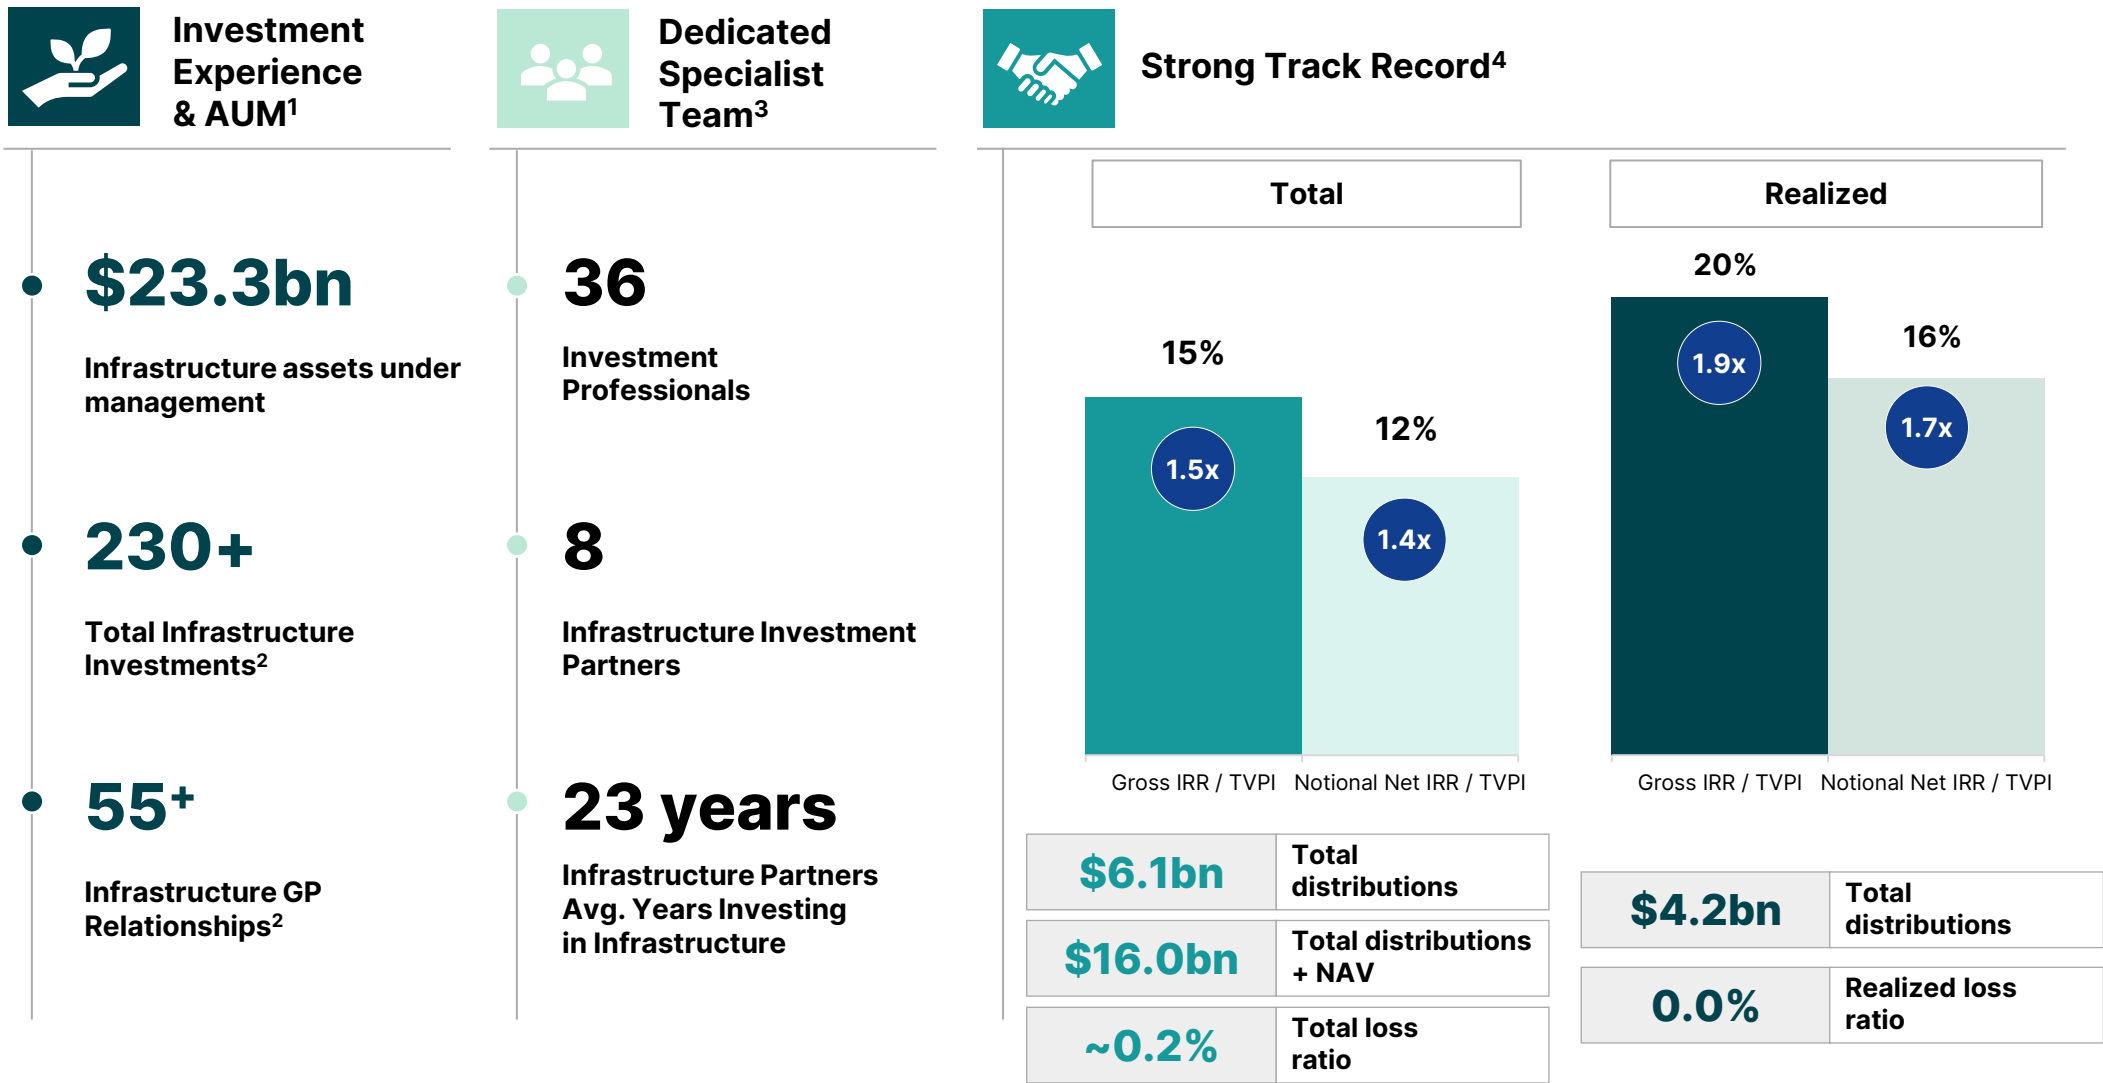 Investment
Experience
& AUM¹
$23.3bn
Infrastructure assets under
management
230+
Total Infrastructure
Investments²
55⁺
Infrastructure GP
Relationships²
Dedicated
Specialist
Team³
36
Investment
Professionals
8
Infrastructure Investment
Partners
23 years
Infrastructure Partners
Avg. Years Investing
in Infrastructure
Strong Track Record⁴
Total
15%
1.5x
12%
1.4x
Gross IRR / TVPI
Notional Net IRR / TVPI
$6.1bn
Total
distributions
$16.0bn
Total distributions
+ NAV
~0.2%
Total loss
ratio
Realized
20%
1.9x
16%
1.7x
Gross IRR / TVPI
Notional Net IRR / TVPI
$4.2bn
Total
distributions
0.0%
Realized loss
ratio